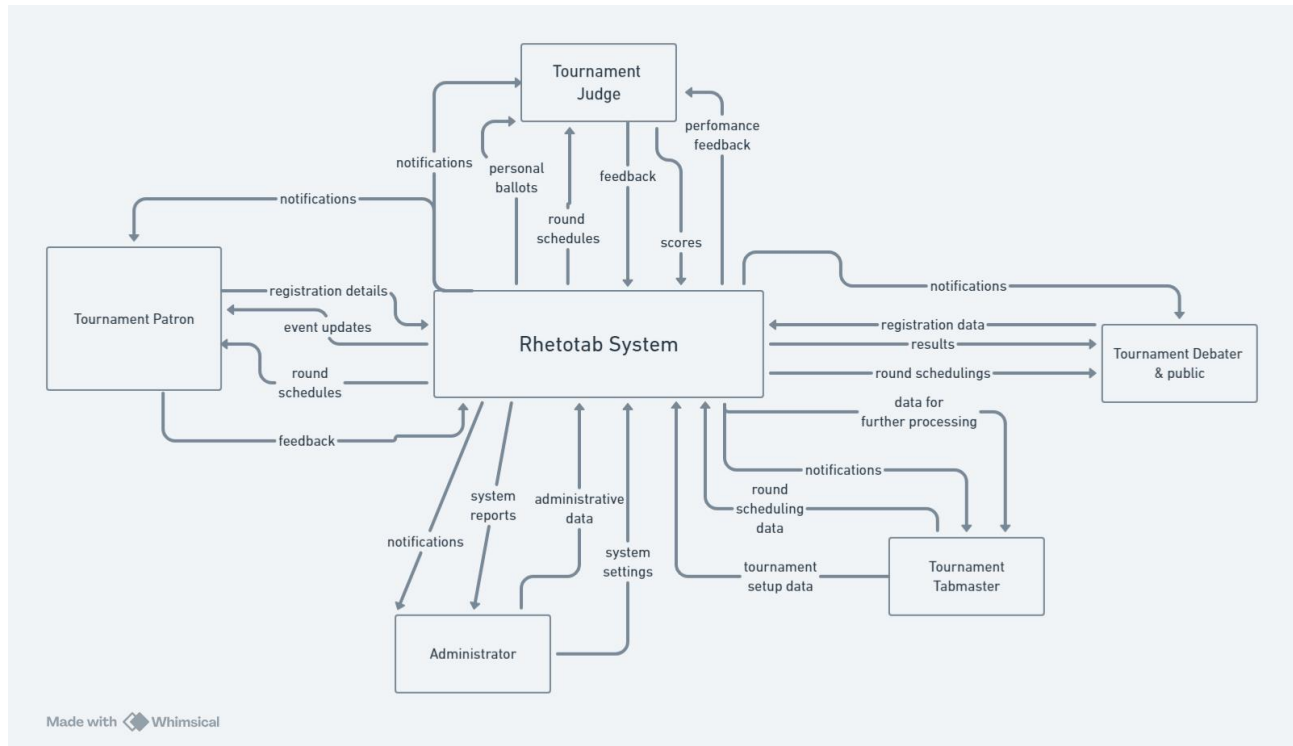 Tournament
Judge
perfomance
feedback
notifications
personal
ballots
feedback
notifications
round
schedules
scores
registration details
notifications
Tournament Patron
event updates
Rhetotab System
registration data
results
Tournament Debater
& public
round
schedules
round schedulings
data for
further processing
feedback
notifications
system
reports
administrative
data
round
scheduling
data
notifications
system
settings
tournament
setup data
Tournament
Tabmaster
Administrator
Made with Whimsical